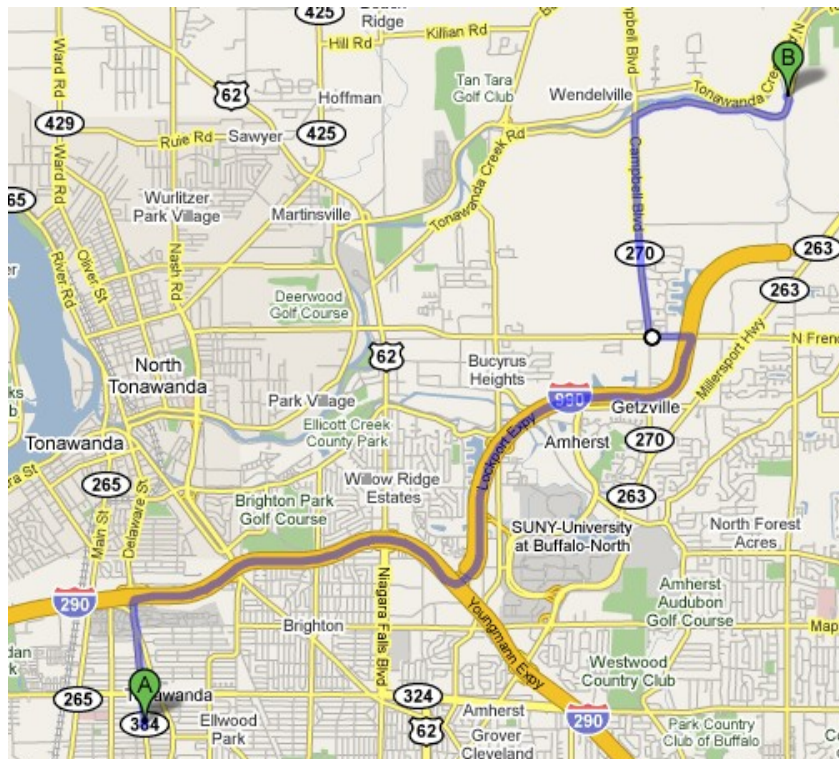 425
Ridge
Hill Rd
Killian Rd
Campbell Blvd
Tonawanda Creek Rd N
B
Ward Rd
62
Tan Tara
Golf Club
Wendelville
Hoffman
429
425
Ruie Rd
Sawyer
Ward Rd
Tonawanda Creek Rd
Campbell Blvd
Wurlitzer
Park Village
65
Martinsville
Oliver St
River Rd
Nash Rd
270
263
263
Deerwood
Golf Course
Millersport Hwy
62
N Frenc
North
Tonawanda
Bucyrus
Heights
Park Village
990
Getzville
Ellicott Creek
County Park
Tonawanda
Lockport Expy
Amherst
270
265
Willow Ridge
Estates
263
Delaware St
Main St
Brighton Park
Golf Course
SUNY-University
at Buffalo-North
North Forest
Acres
290
Niagara Falls Blvd
Youngmann Expy
Amherst
Audubon
Golf Course
Brighton
Map
Westwood
Country Club
A
265
324
384
Ellwood
Park
62
Amherst
290
Grover
Cleveland
Park Country
Club of Buffalo